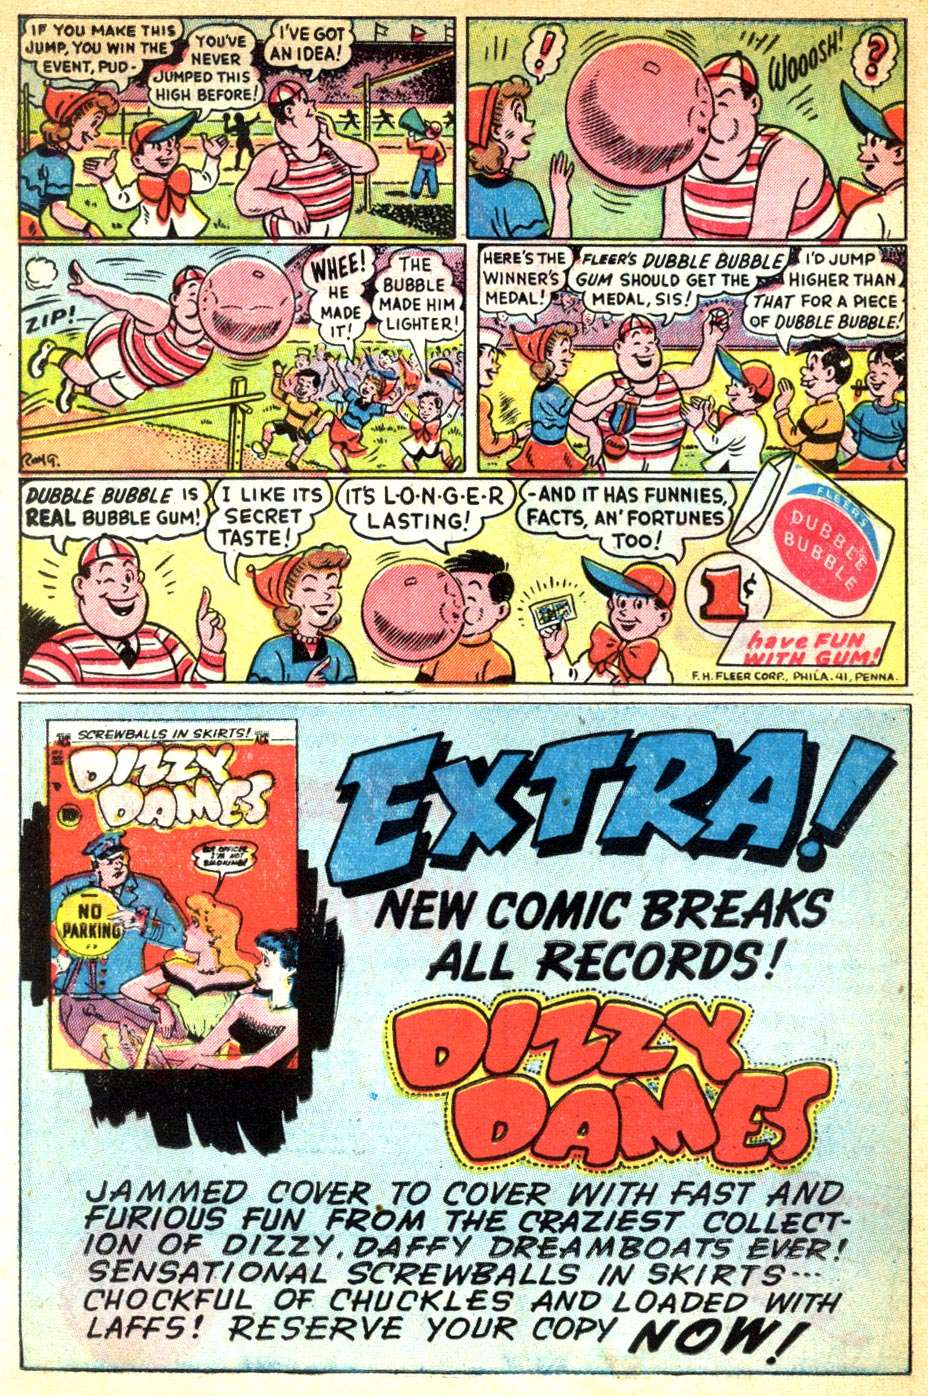 IF YOU MAKE THIS
JUMP, YOU WIN THE
EVENT, PUD-
YOU'VE
NEVER
JUMPED THIS
HIGH BEFORE!
I'VE GOT
AN IDEA!
!
WOOOSH!
?
ZIP!
WHEE!
HE
MADE
IT!
THE
BUBBLE
MADE HIM
LIGHTER!
HERE'S THE
WINNER'S
MEDAL!
FLEER'S DUBBLE BUBBLE
GUM SHOULD GET THE
MEDAL, SIS!
I'D JUMP
HIGHER THAN
THAT FOR A PIECE
OF DUBBLE BUBBLE!
DUBBLE BUBBLE IS
REAL BUBBLE GUM!
I LIKE ITS
SECRET
TASTE!
IT'S L·O·N·G·E·R
LASTING!
-AND IT HAS FUNNIES,
FACTS, AN' FORTUNES
TOO!
FLEER'S
DUBBLE
BUBBLE
1¢
have FUN
WITH GUM!
F.H. FLEER CORP., PHILA. 41, PENNA.
SCREWBALLS IN SKIRTS!
DIZZY
DAMES
NO
PARKING
EXTRA!
NEW COMIC BREAKS
ALL RECORDS!
DIZZY
DAMES
JAMMED COVER TO COVER WITH FAST AND
FURIOUS FUN FROM THE CRAZIEST COLLECT-
ION OF DIZZY, DAFFY DREAMBOATS EVER!
SENSATIONAL SCREWBALLS IN SKIRTS---
CHOCKFUL OF CHUCKLES AND LOADED WITH
LAFFS! RESERVE YOUR COPY NOW!